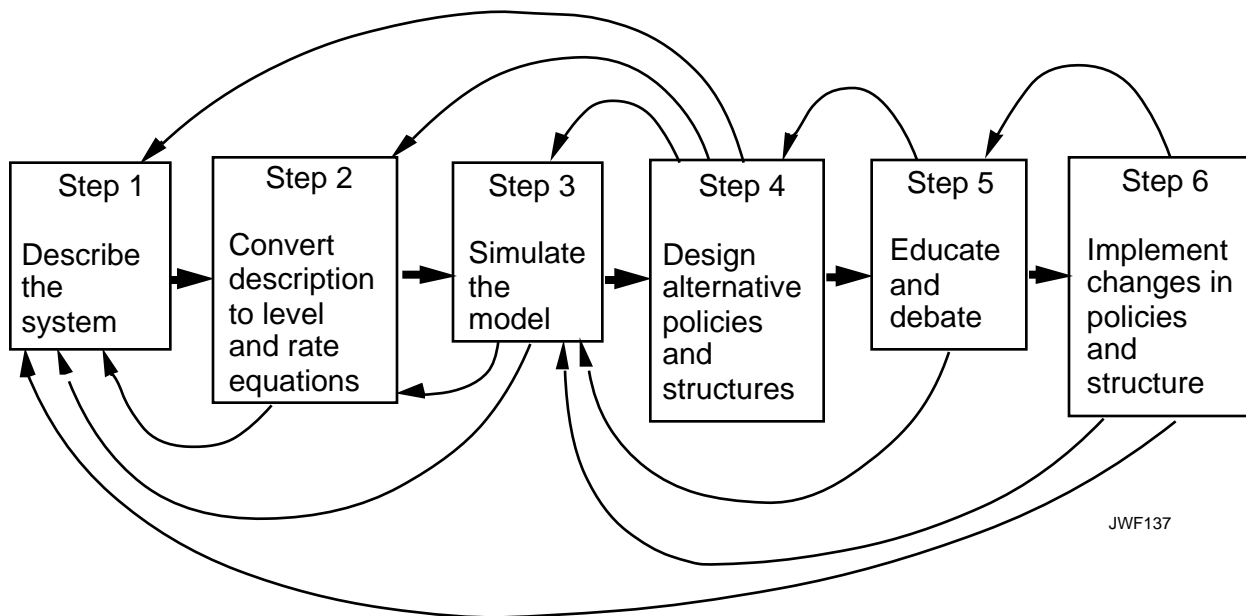 Step 1
Describe
the
system
Step 2
Convert
description
to level
and rate
equations
Step 3
Simulate
the
model
Step 4
Design
alternative
policies
and
structures
Step 5
Educate
and
debate
Step 6
Implement
changes in
policies
and
structure
JWF137